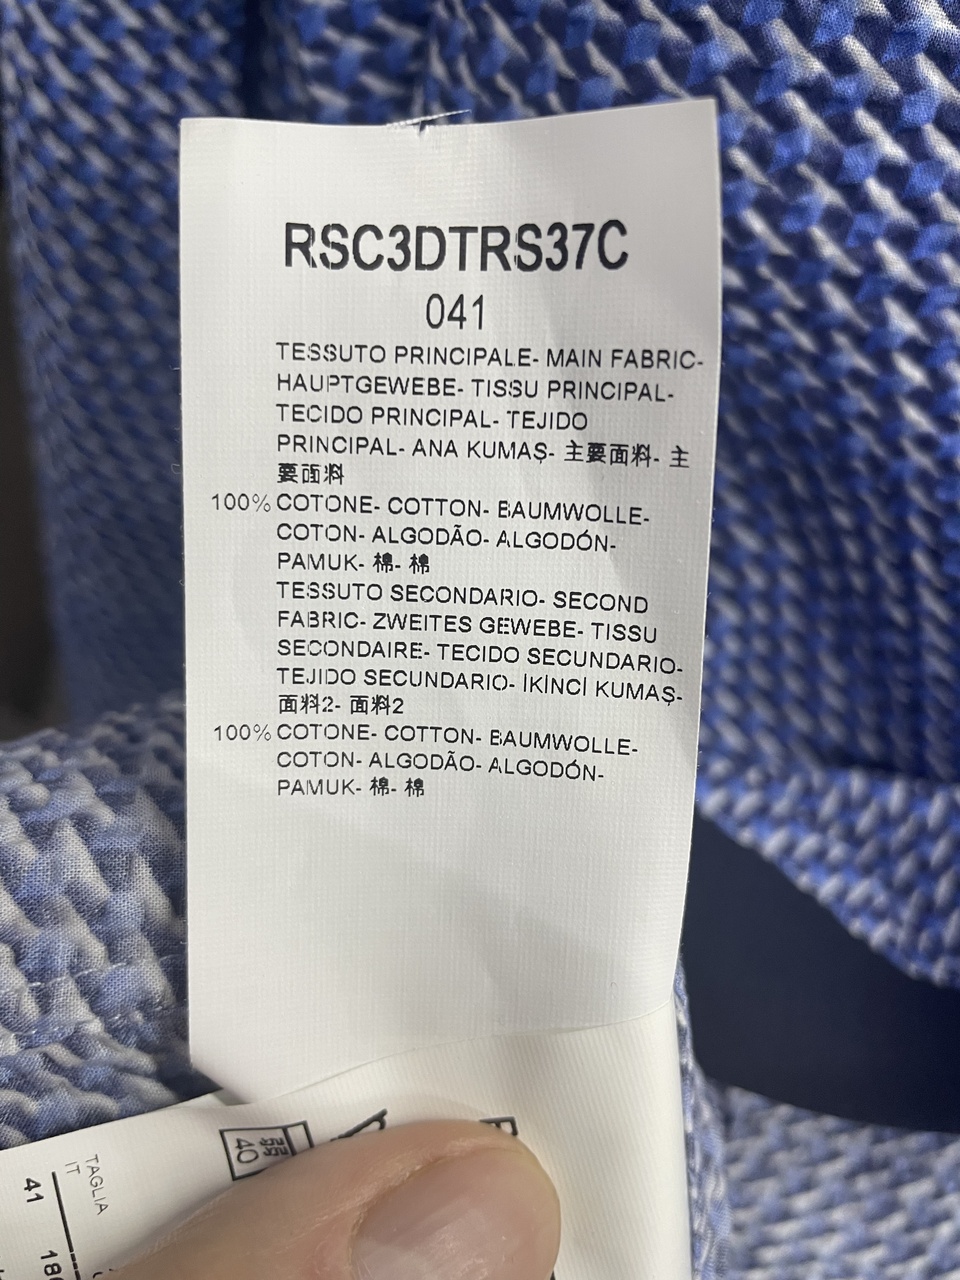 RSC3DTRS37C
041
TESSUTO PRINCIPALE- MAIN FABRIC-
HAUPTGEWEBE- TISSU PRINCIPAL-
TECIDO PRINCIPAL- TEJIDO
PRINCIPAL- ANA KUMAŞ- 主要面料- 主
要面料
100% COTONE- COTTON- BAUMWOLLE-
COTON- ALGODÃO- ALGODÓN-
PAMUK- 棉- 棉
TESSUTO SECONDARIO- SECOND
FABRIC- ZWEITES GEWEBE- TISSU
SECONDAIRE- TECIDO SECUNDARIO-
TEJIDO SECUNDARIO- İKİNCİ KUMAŞ-
面料2- 面料2
100% COTONE- COTTON- BAUMWOLLE-
COTON- ALGODÃO- ALGODÓN-
PAMUK- 棉- 棉
弱
40
TAGLIA
IT
41